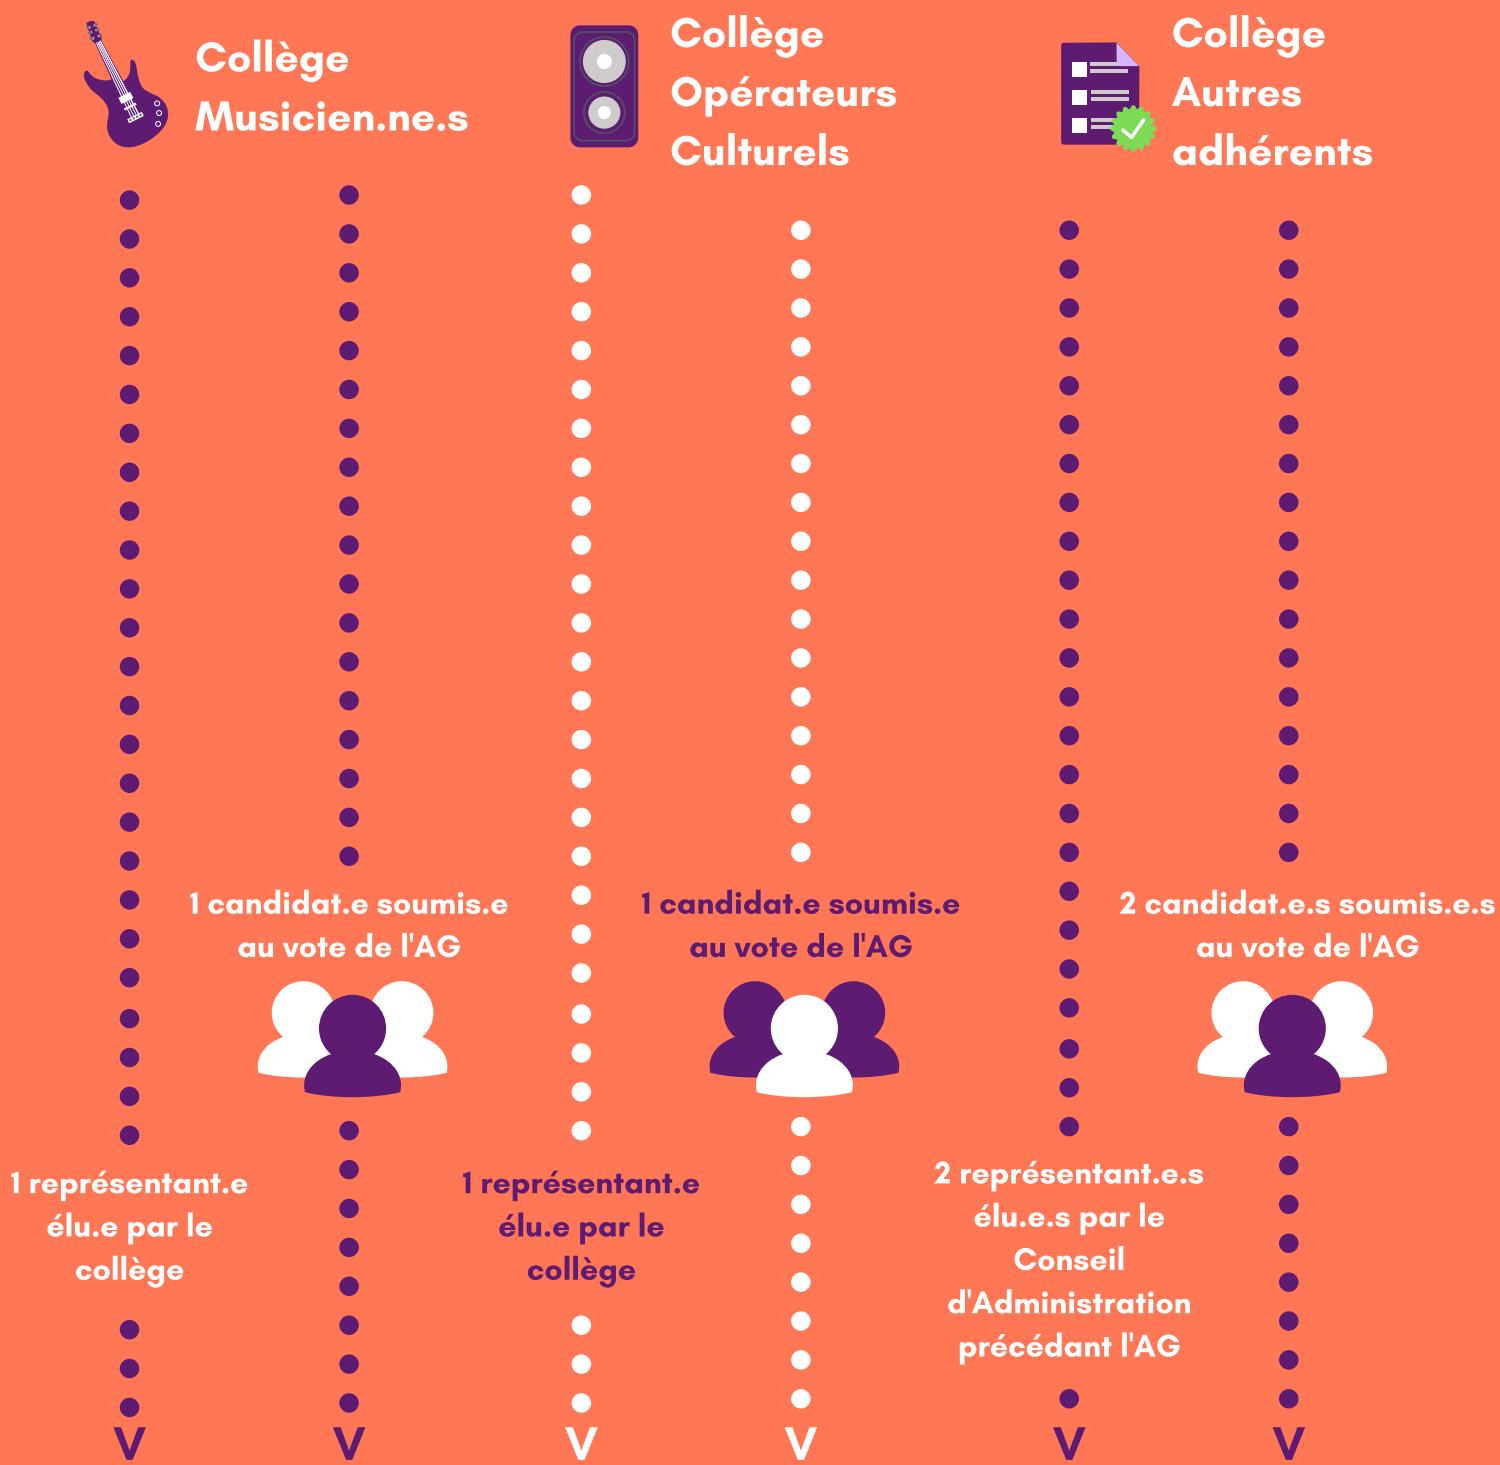 Collège
Musicien.ne.s
Collège
Opérateurs
Culturels
Collège
Autres
adhérents
1 candidat.e soumis.e
au vote de l'AG
1 candidat.e soumis.e
au vote de l'AG
2 candidat.e.s soumis.e.s
au vote de l'AG
1 représentant.e
élu.e par le
collège
1 représentant.e
élu.e par le
collège
2 représentant.e.s
élu.e.s par le
Conseil
d'Administration
précédant l'AG